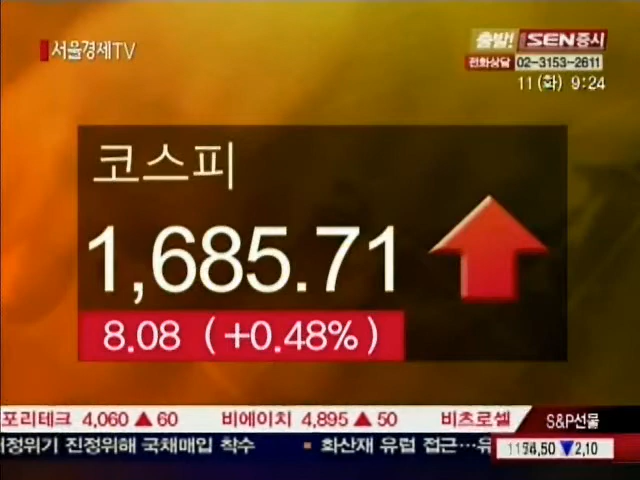 서울경제TV
출발! SEN증시
전화상담 02-3153-2611
11(화) 9:24
코스피
1,685.71
8.08 (+0.48%)
포리테크 4,060 ▲ 60 비에이치 4,895 ▲ 50 비츠로셀
S&P선물
정위기 진정위해 국채매입 착수 ▪ 화산재 유럽 접근…유
▼2,10